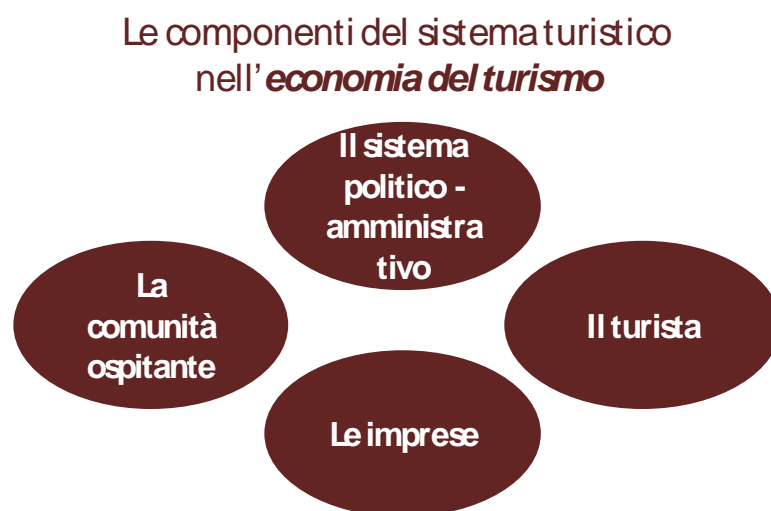 Le componenti del sistema turistico
nell'economia del turismo
Il sistema
politico -
amministra
tivo
La
comunità
ospitante
Il turista
Le imprese